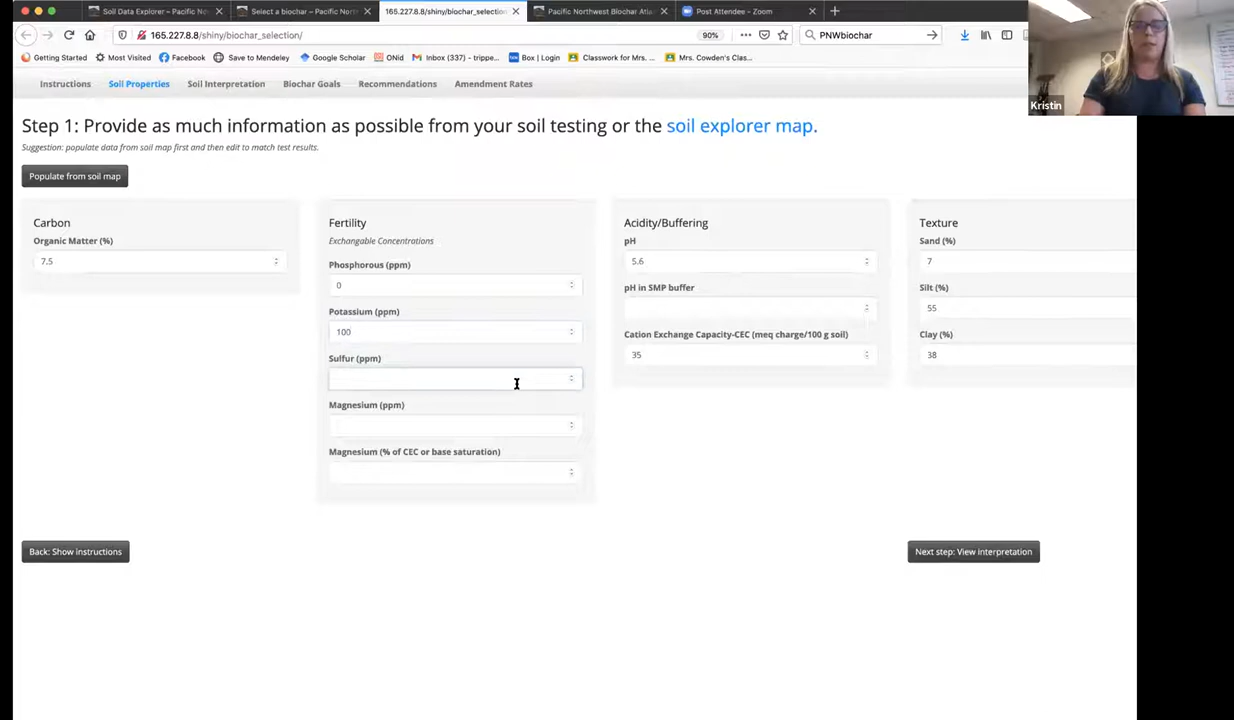 Soil Data Explorer – Pacific No
Select a biochar – Pacific Nort
165.227.8.8/shiny/biochar_selection
Pacific Northwest Biochar Atlas
Post Attendee – Zoom
165.227.8.8/shiny/biochar_selection/
90%
PNWbiochar
Getting Started
Most Visited
Facebook
Save to Mendeley
Google Scholar
ONid
Inbox (337) - trippe...
Box | Login
Classwork for Mrs. ...
Mrs. Cowden's Clas...
Kristin
Instructions
Soil Properties
Soil Interpretation
Biochar Goals
Recommendations
Amendment Rates
Step 1: Provide as much information as possible from your soil testing or the soil explorer map.
Suggestion: populate data from soil map first and then edit to match test results.
Populate from soil map
Carbon
Organic Matter (%)
7.5
Fertility
Exchangable Concentrations
Phosphorous (ppm)
0
Potassium (ppm)
100
Sulfur (ppm)
Magnesium (ppm)
Magnesium (% of CEC or base saturation)
Acidity/Buffering
pH
5.6
pH in SMP buffer
Cation Exchange Capacity-CEC (meq charge/100 g soil)
35
Texture
Sand (%)
7
Silt (%)
55
Clay (%)
38
Back: Show instructions
Next step: View interpretation